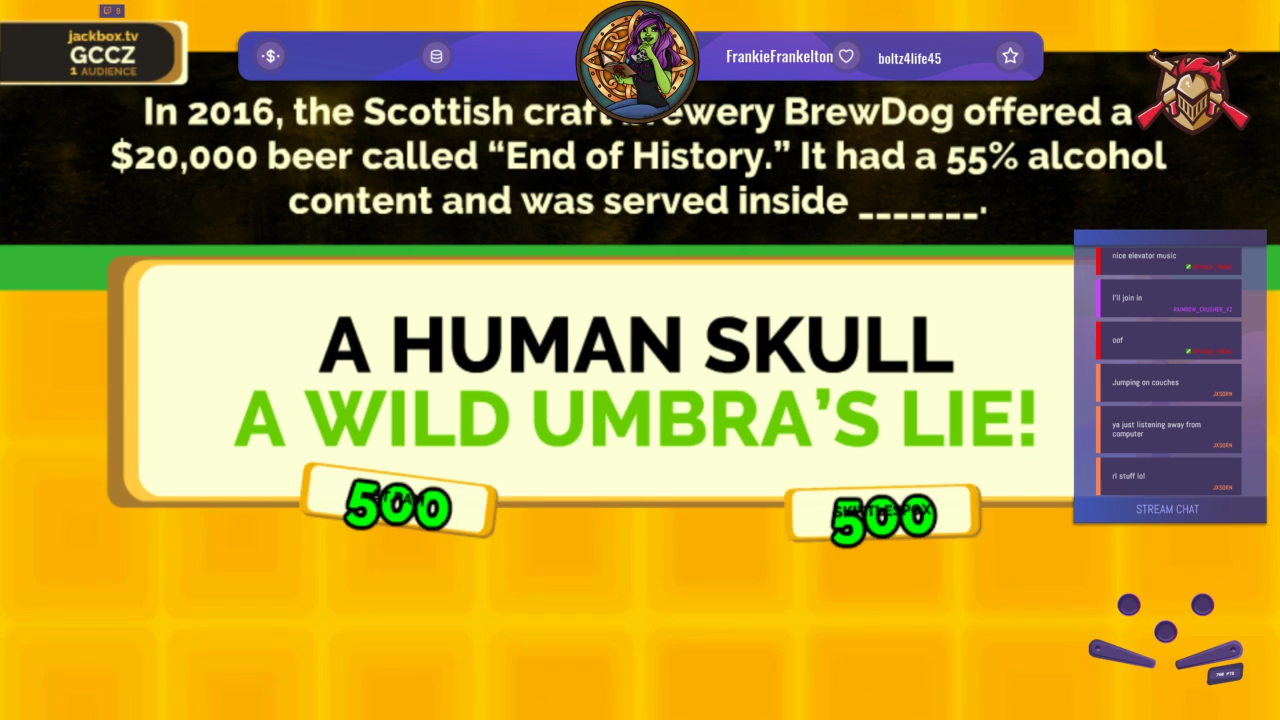 9
jackbox.tv
GCCZ
1 AUDIENCE
FrankieFrankelton
boltz4life45
In 2016, the Scottish craft brewery BrewDog offered a
$20,000 beer called “End of History.” It had a 55% alcohol
content and was served inside _______.
A HUMAN SKULL
A WILD UMBRA’S LIE!
500
500
nice elevator music
I'll join in
RAINBOW_CRUSHER_V2
oof
Jumping on couches
JXSORN
ya just listening away from
computer
JXSORN
rl stuff lol
JXSORN
STREAM CHAT